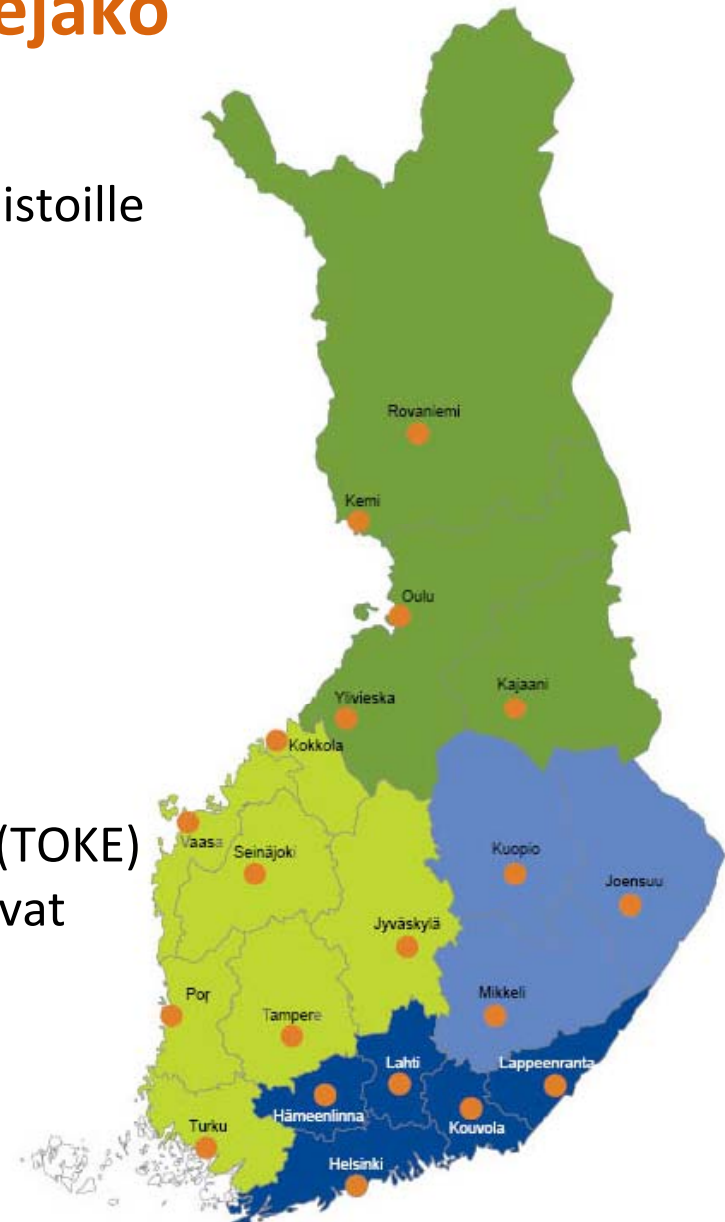 ejako
istoille
Rovaniemi
Kemi
Oulu
Kajaani
Ylivieska
Kokkola
Vaasa
Seinäjoki
(TOKE)
Kuopio
Joensuu
vat
Jyväskylä
Por
Mikkeli
Tampere
Lahti
Lappeenranta
Hämeenlinna
Kouvola
Turku
Helsinki